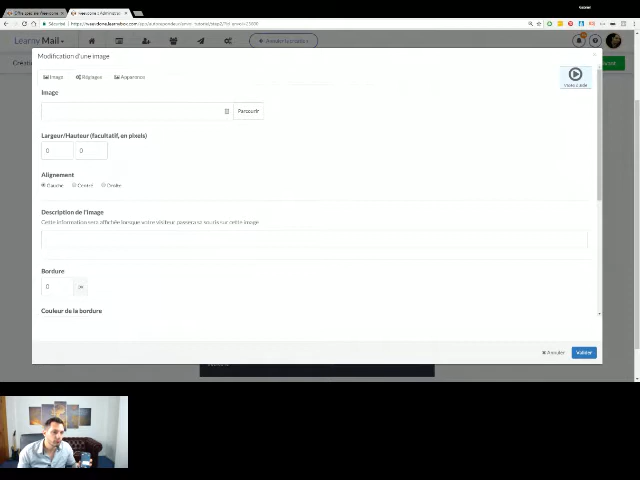 Sécurisé
Learny Mail
Modification d'une image
Image Réglages Apparence
Image
Parcourir
Largeur/Hauteur (facultatif, en pixels)
0 0
Alignement
Gauche Centré Droite
Description de l'image
Cette information sera affichée lorsque votre visiteur passera sa souris sur cette image
Bordure
0 px
Couleur de la bordure
Annuler Valider